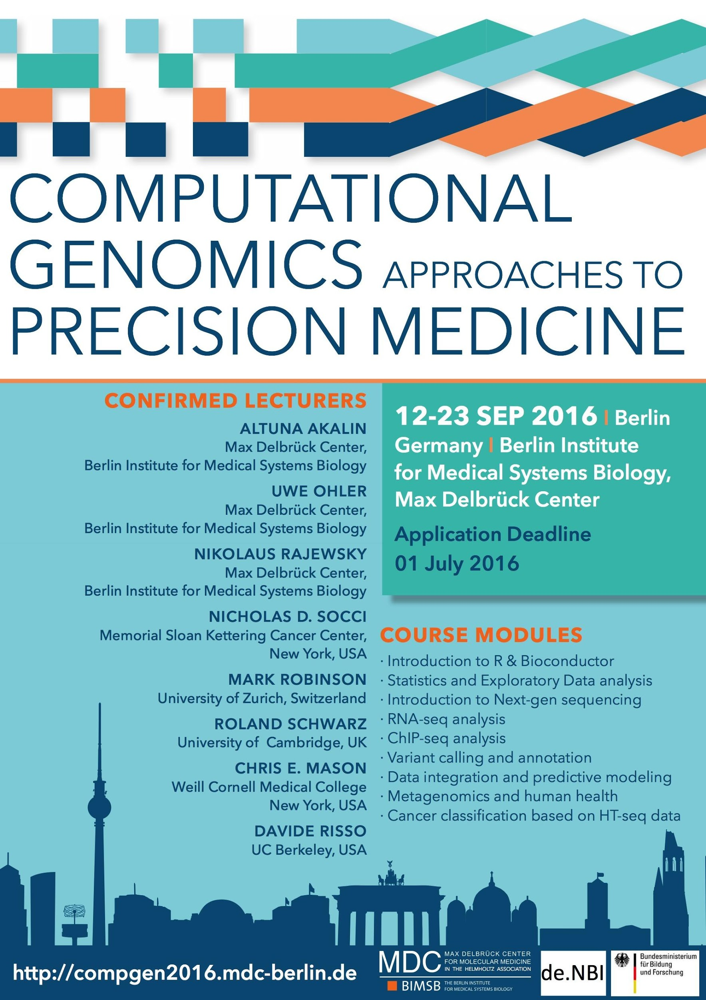 COMPUTATIONAL
GENOMICS APPROACHES TO
PRECISION MEDICINE
CONFIRMED LECTURERS
ALTUNA AKALIN
Max Delbrück Center,
Berlin Institute for Medical Systems Biology
UWE OHLER
Max Delbrück Center,
Berlin Institute for Medical Systems Biology
NIKOLAUS RAJEWSKY
Max Delbrück Center,
Berlin Institute for Medical Systems Biology
NICHOLAS D. SOCCI
Memorial Sloan Kettering Cancer Center,
New York, USA
MARK ROBINSON
University of Zurich, Switzerland
ROLAND SCHWARZ
University of Cambridge, UK
CHRIS E. MASON
Weill Cornell Medical College
New York, USA
DAVIDE RISSO
UC Berkeley, USA
12-23 SEP 2016 | Berlin
Germany | Berlin Institute
for Medical Systems Biology,
Max Delbrück Center
Application Deadline
01 July 2016
COURSE MODULES
· Introduction to R & Bioconductor
· Statistics and Exploratory Data analysis
· Introduction to Next-gen sequencing
· RNA-seq analysis
· ChIP-seq analysis
· Variant calling and annotation
· Data integration and predictive modeling
· Metagenomics and human health
· Cancer classification based on HT-seq data
http://compgen2016.mdc-berlin.de
MDC
MAX DELBRÜCK CENTER
FOR MOLECULAR MEDICINE
IN THE HELMHOLTZ ASSOCIATION
BIMSB
THE BERLIN INSTITUTE
FOR MEDICAL SYSTEMS BIOLOGY
de.NBI
Bundesministerium
für Bildung
und Forschung